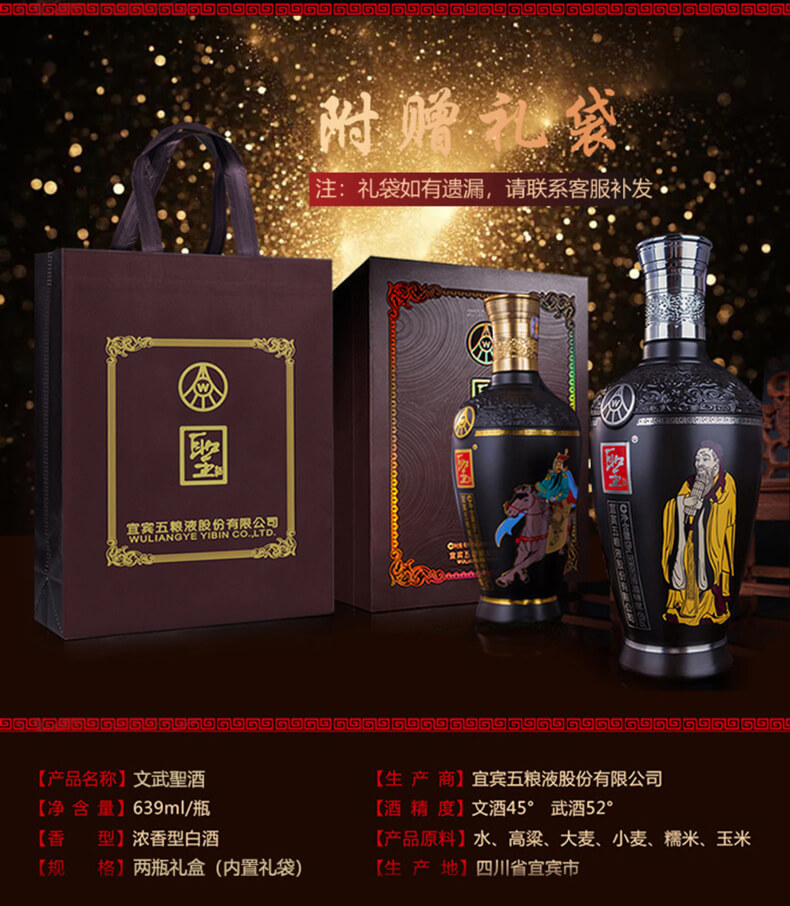 附赠礼袋
注：礼袋如有遗漏，请联系客服补发
W
聖
宜宾五粮液股份有限公司
WULIANGYE YIBIN CO.,LTD.
聖
W
聖
【产品名称】文武聖酒
【净 含 量】639ml/瓶
【香 型】浓香型白酒
【规 格】两瓶礼盒（内置礼袋）
【生 产 商】宜宾五粮液股份有限公司
【酒 精 度】文酒45° 武酒52°
【产品原料】水、高粱、大麦、小麦、糯米、玉米
【生 产 地】四川省宜宾市